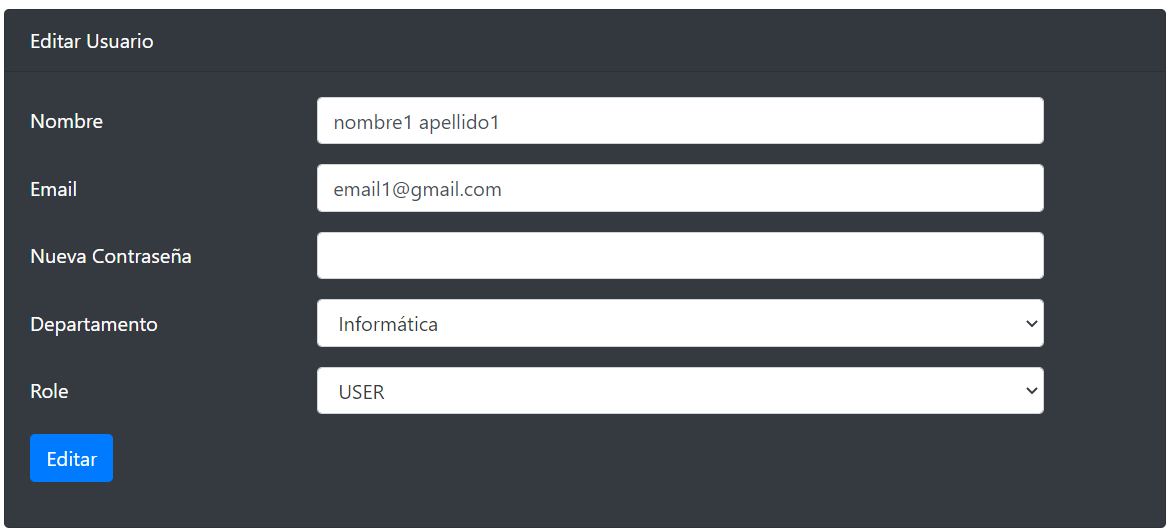 Editar Usuario
Nombre nombre1 apellido1
Email email1@gmail.com
Nueva Contraseña
Departamento Informática
Role USER
Editar